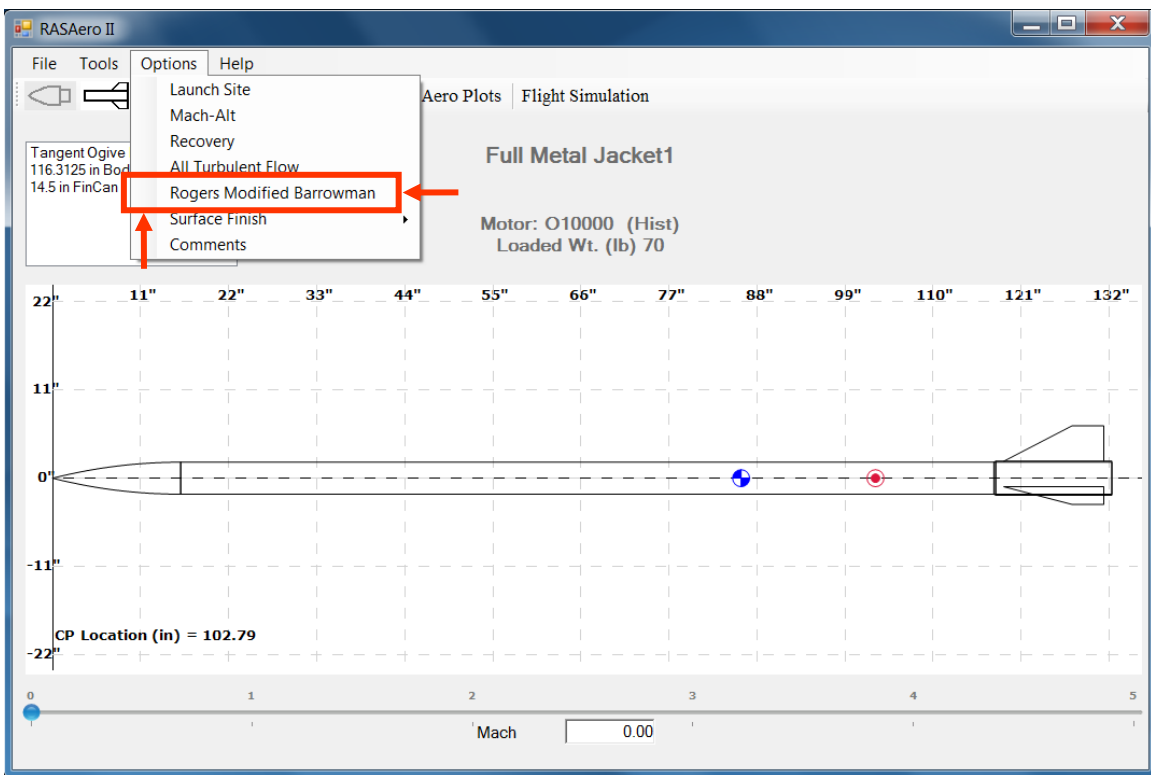 RASAero II
File Tools Options Help
Launch Site
Mach-Alt
Recovery
All Turbulent Flow
Rogers Modified Barrowman
Surface Finish
Comments
Aero Plots Flight Simulation
Tangent Ogive
116.3125 in Bod
14.5 in FinCan
Full Metal Jacket1
Motor: O10000 (Hist)
Loaded Wt. (lb) 70
22" 11" 22" 33" 44" 55" 66" 77" 88" 99" 110" 121" 132"
11"
0"
-11"
CP Location (in) = 102.79
-22"
0 1 2 3 4 5
Mach 0.00